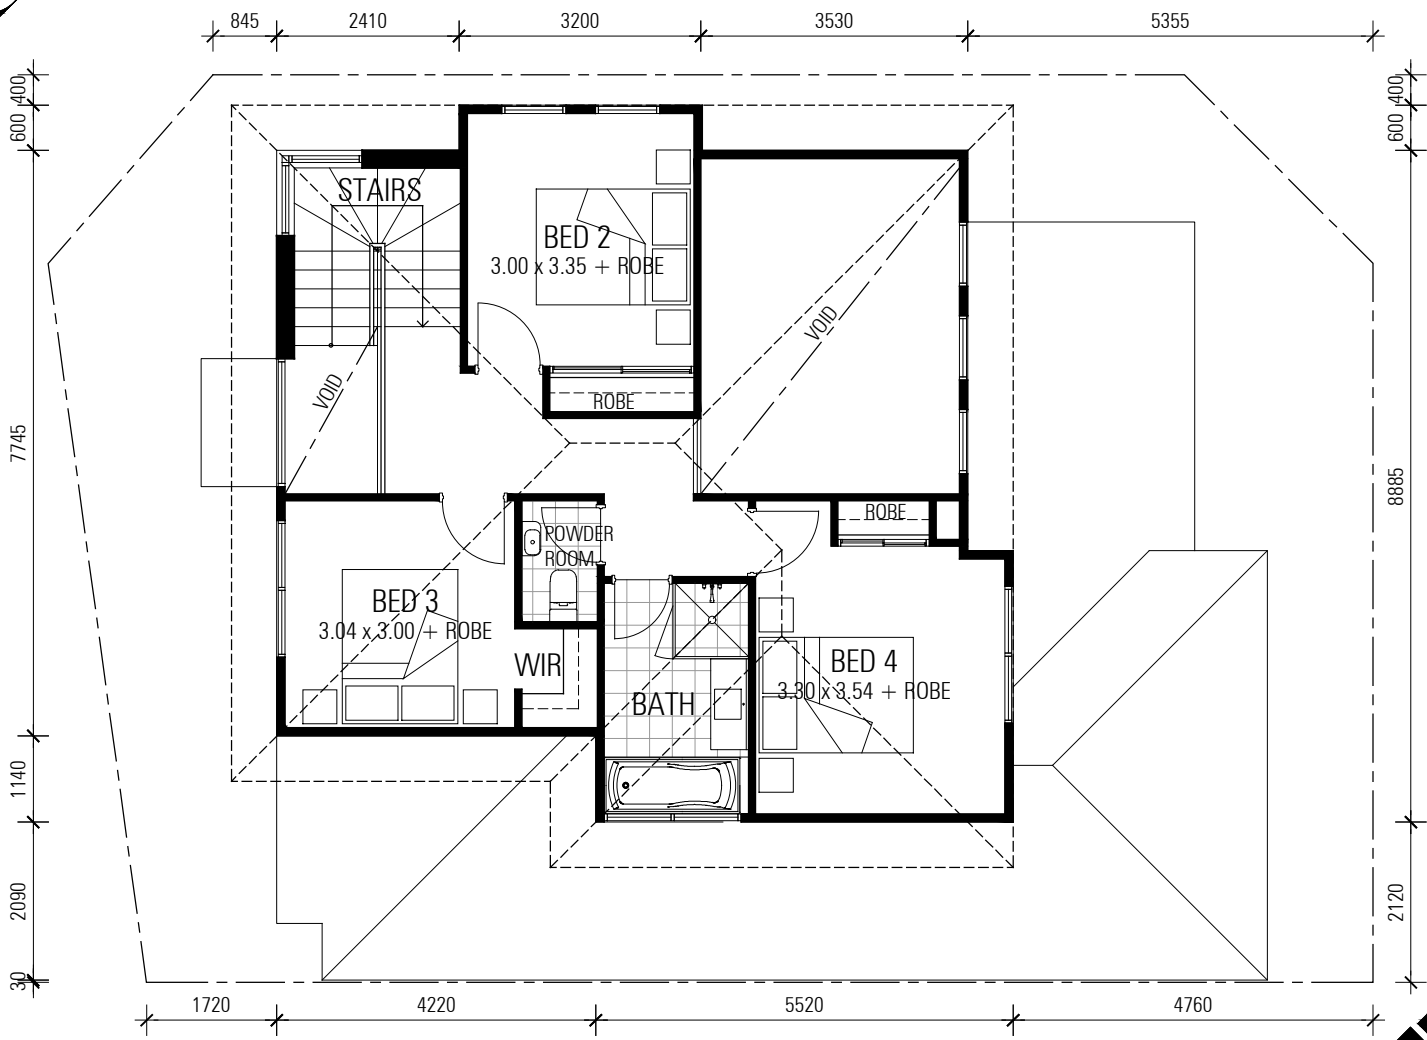 845 2410 3200 3530 5355
400 400
600 600
STAIRS
BED 2
3.00 x 3.35 + ROBE
VOID
VOID
ROBE
7745 8885
ROBE
POWDER
ROOM
BED 3
3.04 x 3.00 + ROBE
WIR
BED 4
3.30 x 3.54 + ROBE
BATH
1140
2090 2120
30
1720 4220 5520 4760